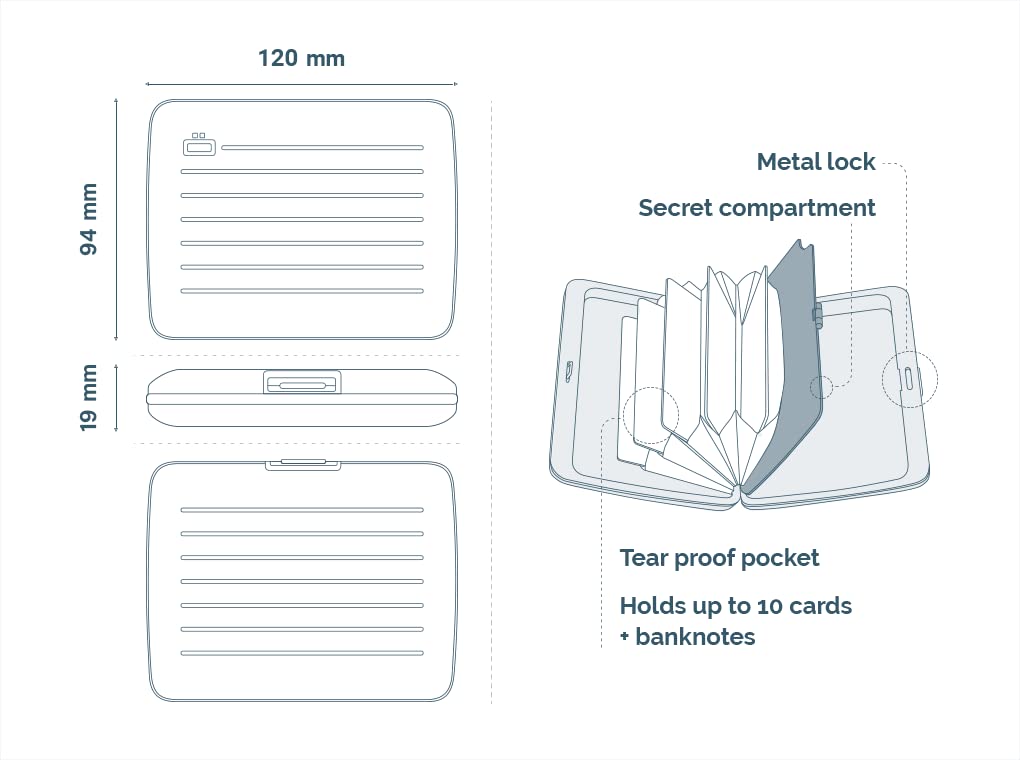 120 mm
94 mm
19 mm
Metal lock
Secret compartment
Tear proof pocket
Holds up to 10 cards
+ banknotes